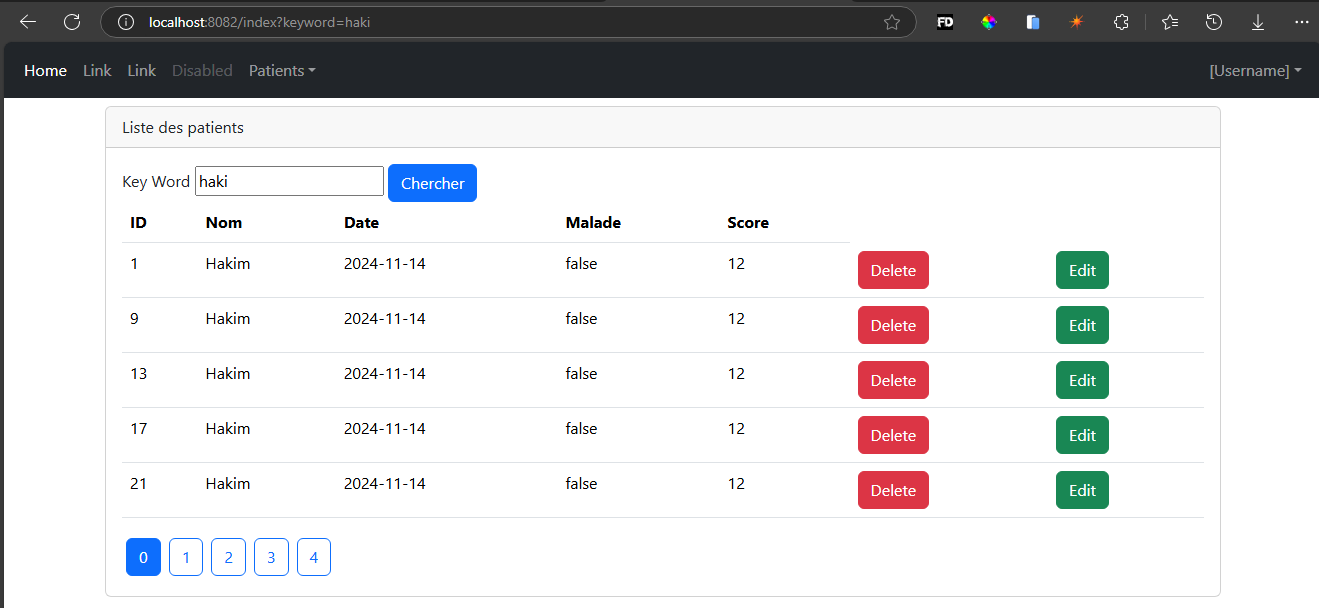 localhost:8082/index?keyword=haki
FD
Home Link Link Disabled Patients [Username]
Liste des patients
Key Word haki Chercher
ID Nom Date Malade Score
1 Hakim 2024-11-14 false 12 Delete Edit
9 Hakim 2024-11-14 false 12 Delete Edit
13 Hakim 2024-11-14 false 12 Delete Edit
17 Hakim 2024-11-14 false 12 Delete Edit
21 Hakim 2024-11-14 false 12 Delete Edit
0 1 2 3 4